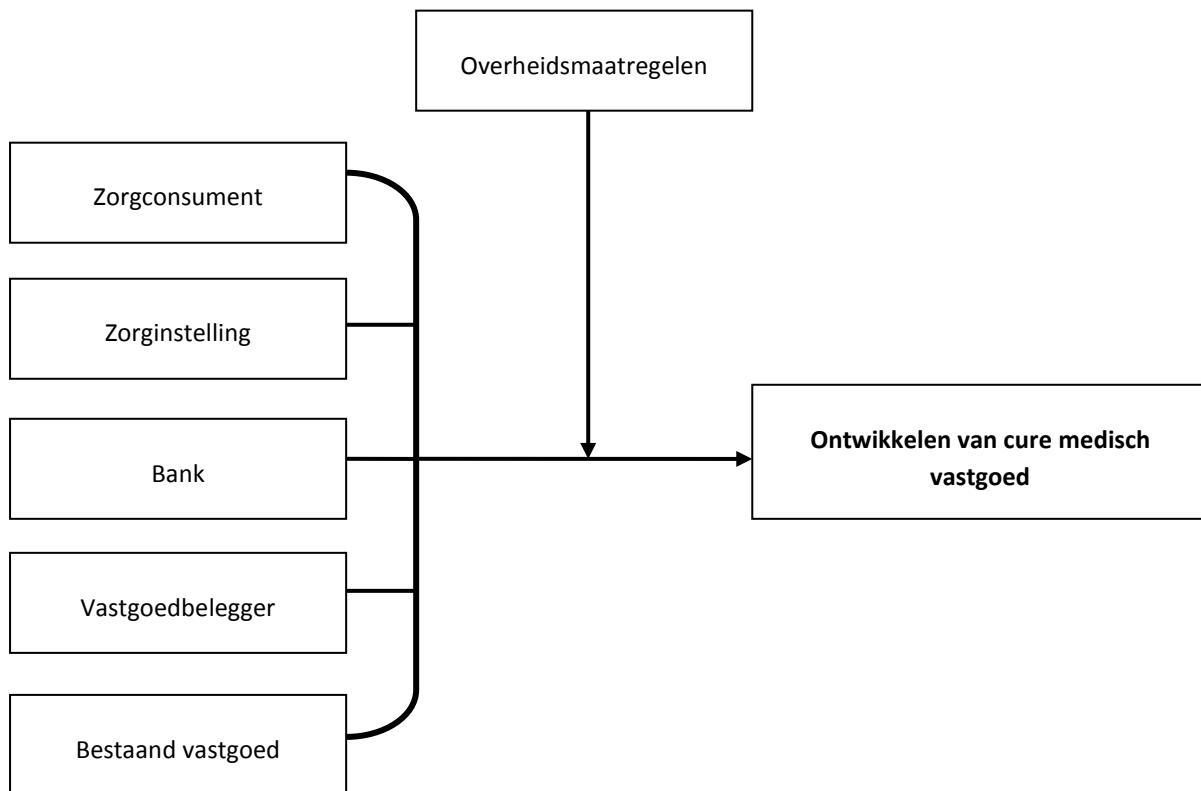 Overheidsmaatregelen
Zorgconsument
Zorginstelling
Bank
Vastgoedbelegger
Bestaand vastgoed
Ontwikkelen van cure medisch
vastgoed